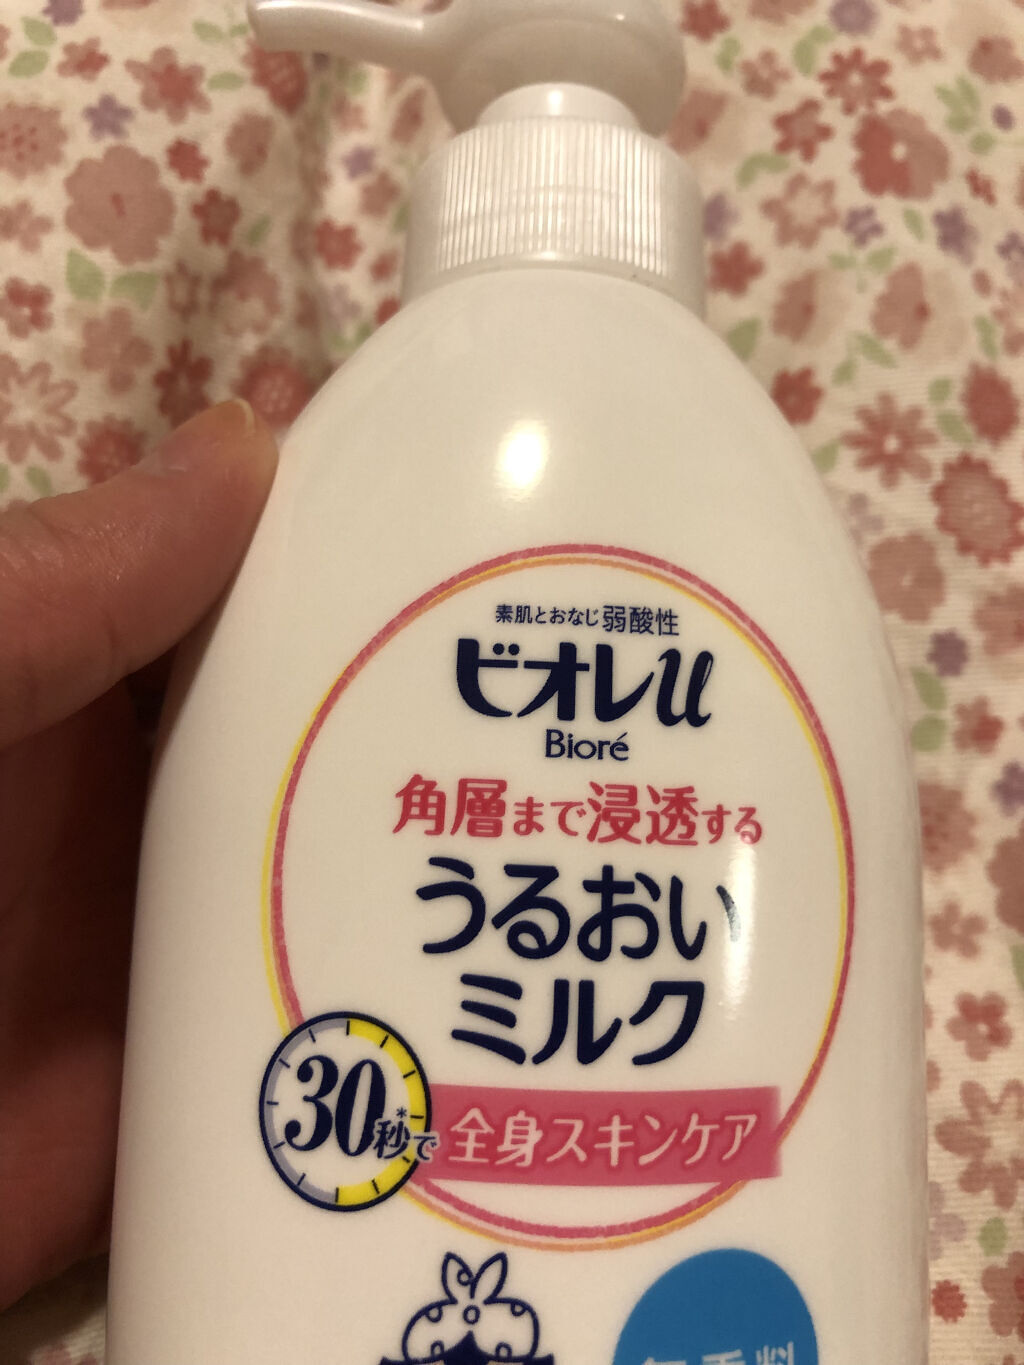 素肌とおなじ弱酸性
ビオレu
Bioré
角層まで浸透する
うるおい
ミルク
30秒*で
全身スキンケア